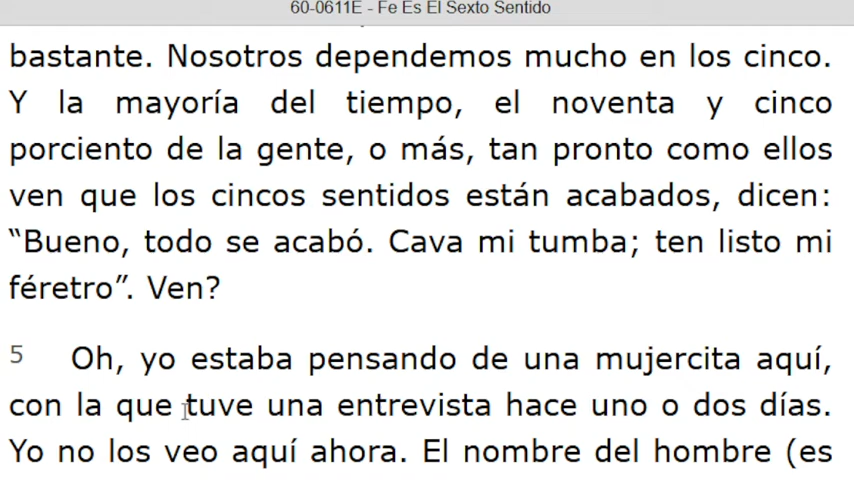 60-0611E - Fe Es El Sexto Sentido
bastante. Nosotros dependemos mucho en los cinco.
Y la mayoría del tiempo, el noventa y cinco
porciento de la gente, o más, tan pronto como ellos
ven que los cincos sentidos están acabados, dicen:
“Bueno, todo se acabó. Cava mi tumba; ten listo mi
féretro”. Ven?
5 Oh, yo estaba pensando de una mujercita aquí,
con la que tuve una entrevista hace uno o dos días.
Yo no los veo aquí ahora. El nombre del hombre (es